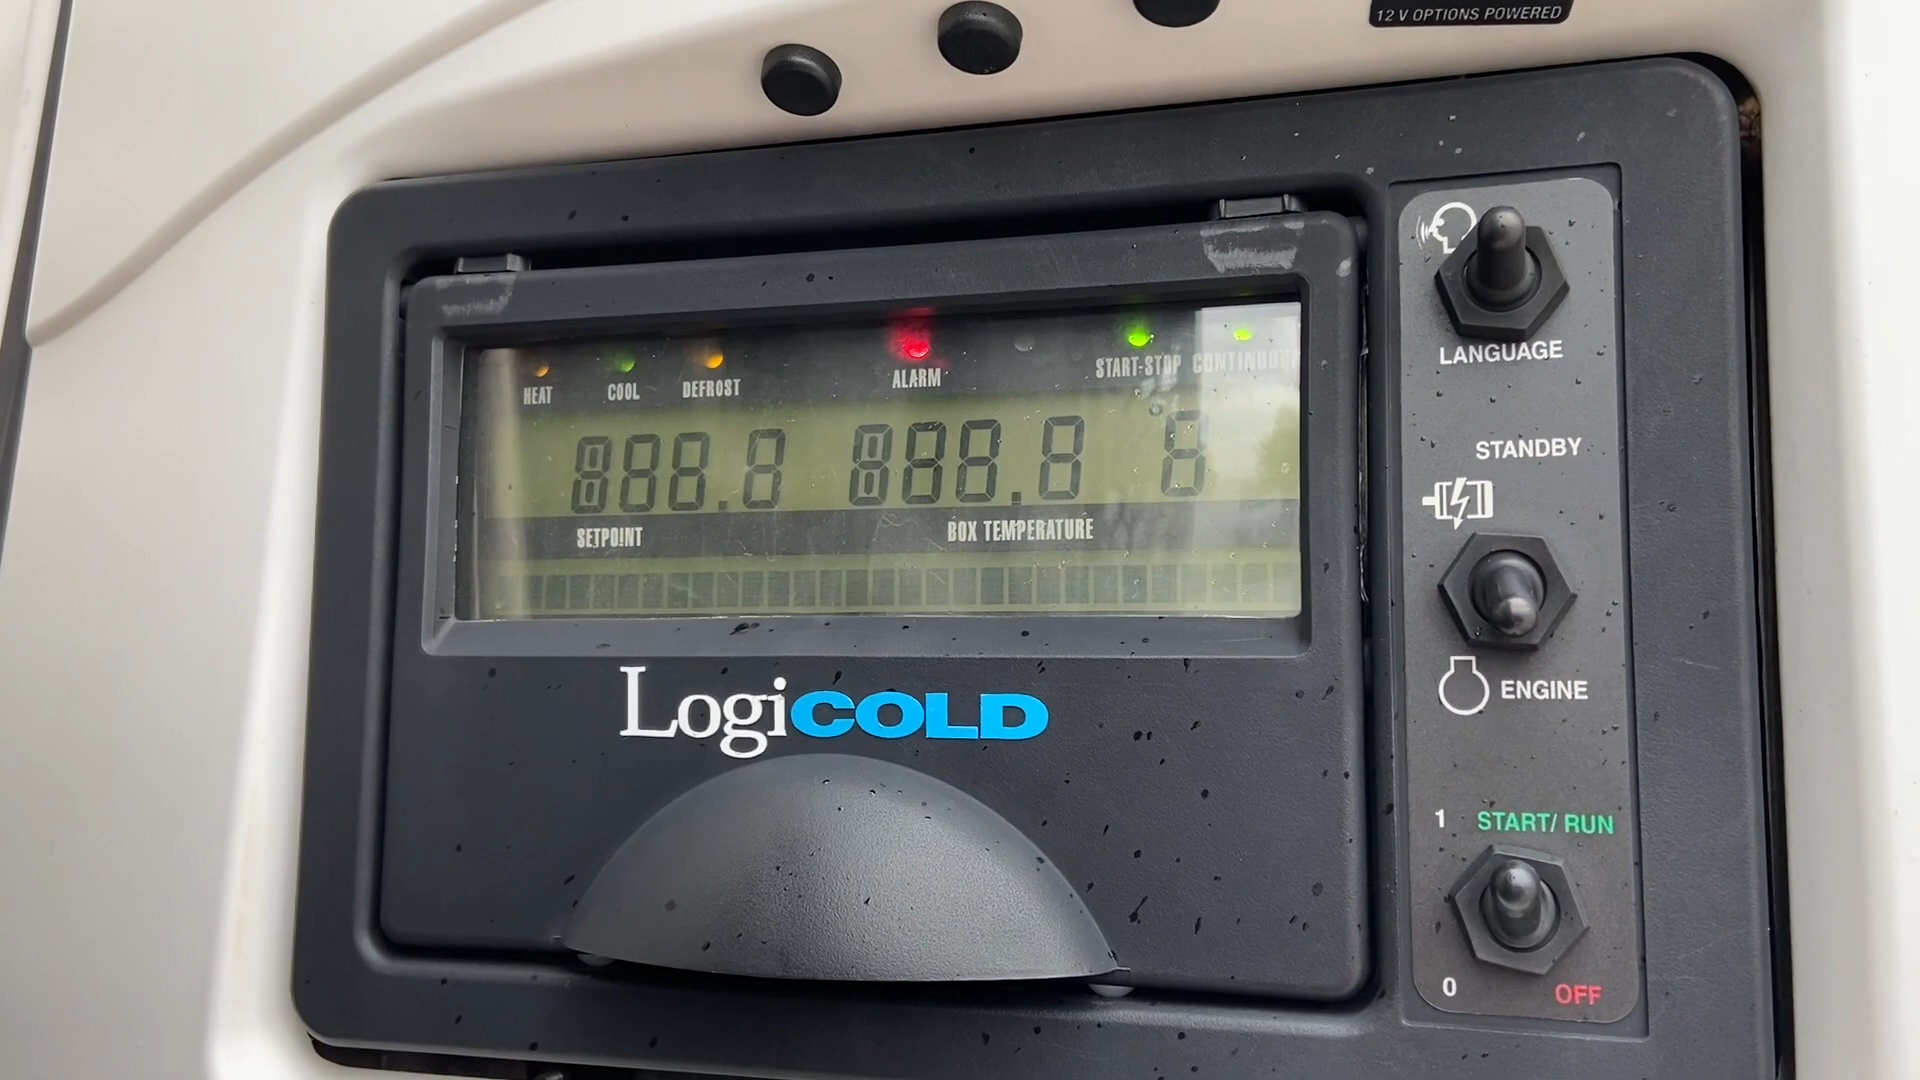 12 V OPTIONS POWERED
HEAT
COOL
DEFROST
ALARM
START-STOP
CONTINUOUS
888.8
888.8
8
SETPOINT
BOX TEMPERATURE
LogiCOLD
LANGUAGE
STANDBY
ENGINE
1 START/ RUN
0 OFF